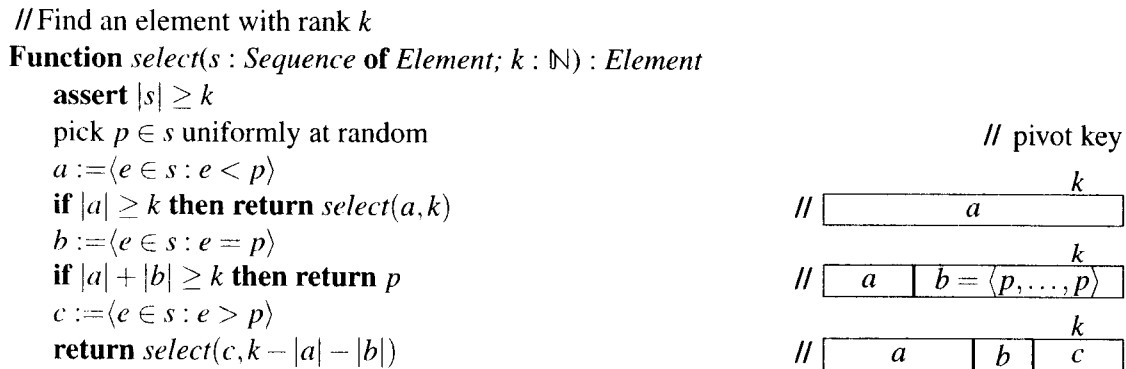 // Find an element with rank k
Function select(s : Sequence of Element; k : ℕ) : Element
assert |s| ≥ k
pick p ∈ s uniformly at random // pivot key
a := ⟨e ∈ s : e < p⟩
k
if |a| ≥ k then return select(a, k) // a
b := ⟨e ∈ s : e = p⟩
k
if |a| + |b| ≥ k then return p // a b = ⟨p, . . . , p⟩
c := ⟨e ∈ s : e > p⟩
k
return select(c, k − |a| − |b|) // a b c